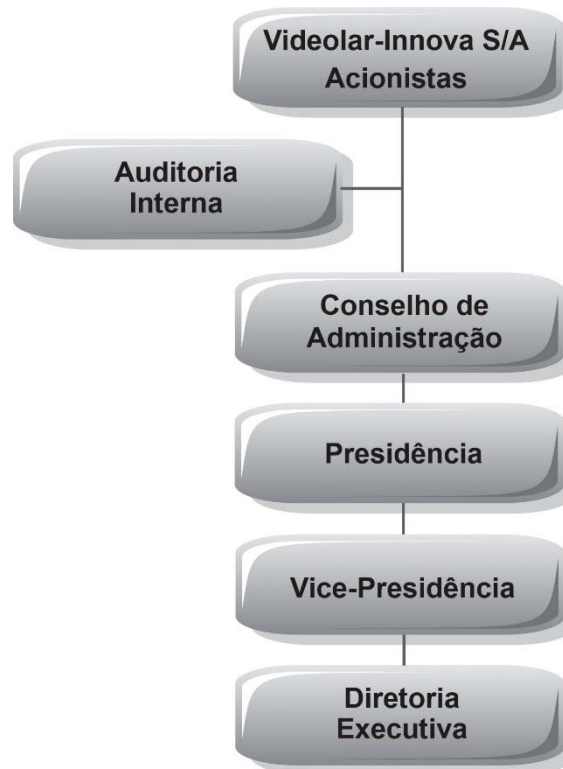 Videolar-Innova S/A
Acionistas
Auditoria
Interna
Conselho de
Administração
Presidência
Vice-Presidência
Diretoria
Executiva